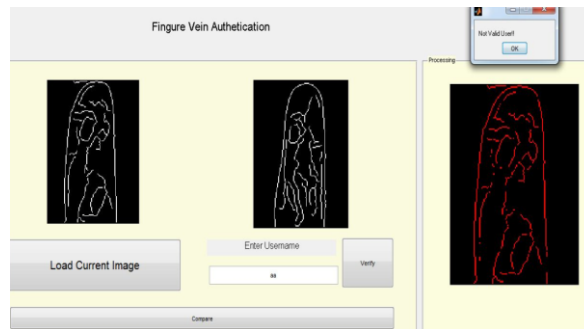 Fingure Vein Authetication
Not Valid User!!
OK
Processing
Load Current Image
Enter Username
aa
Verify
Compare